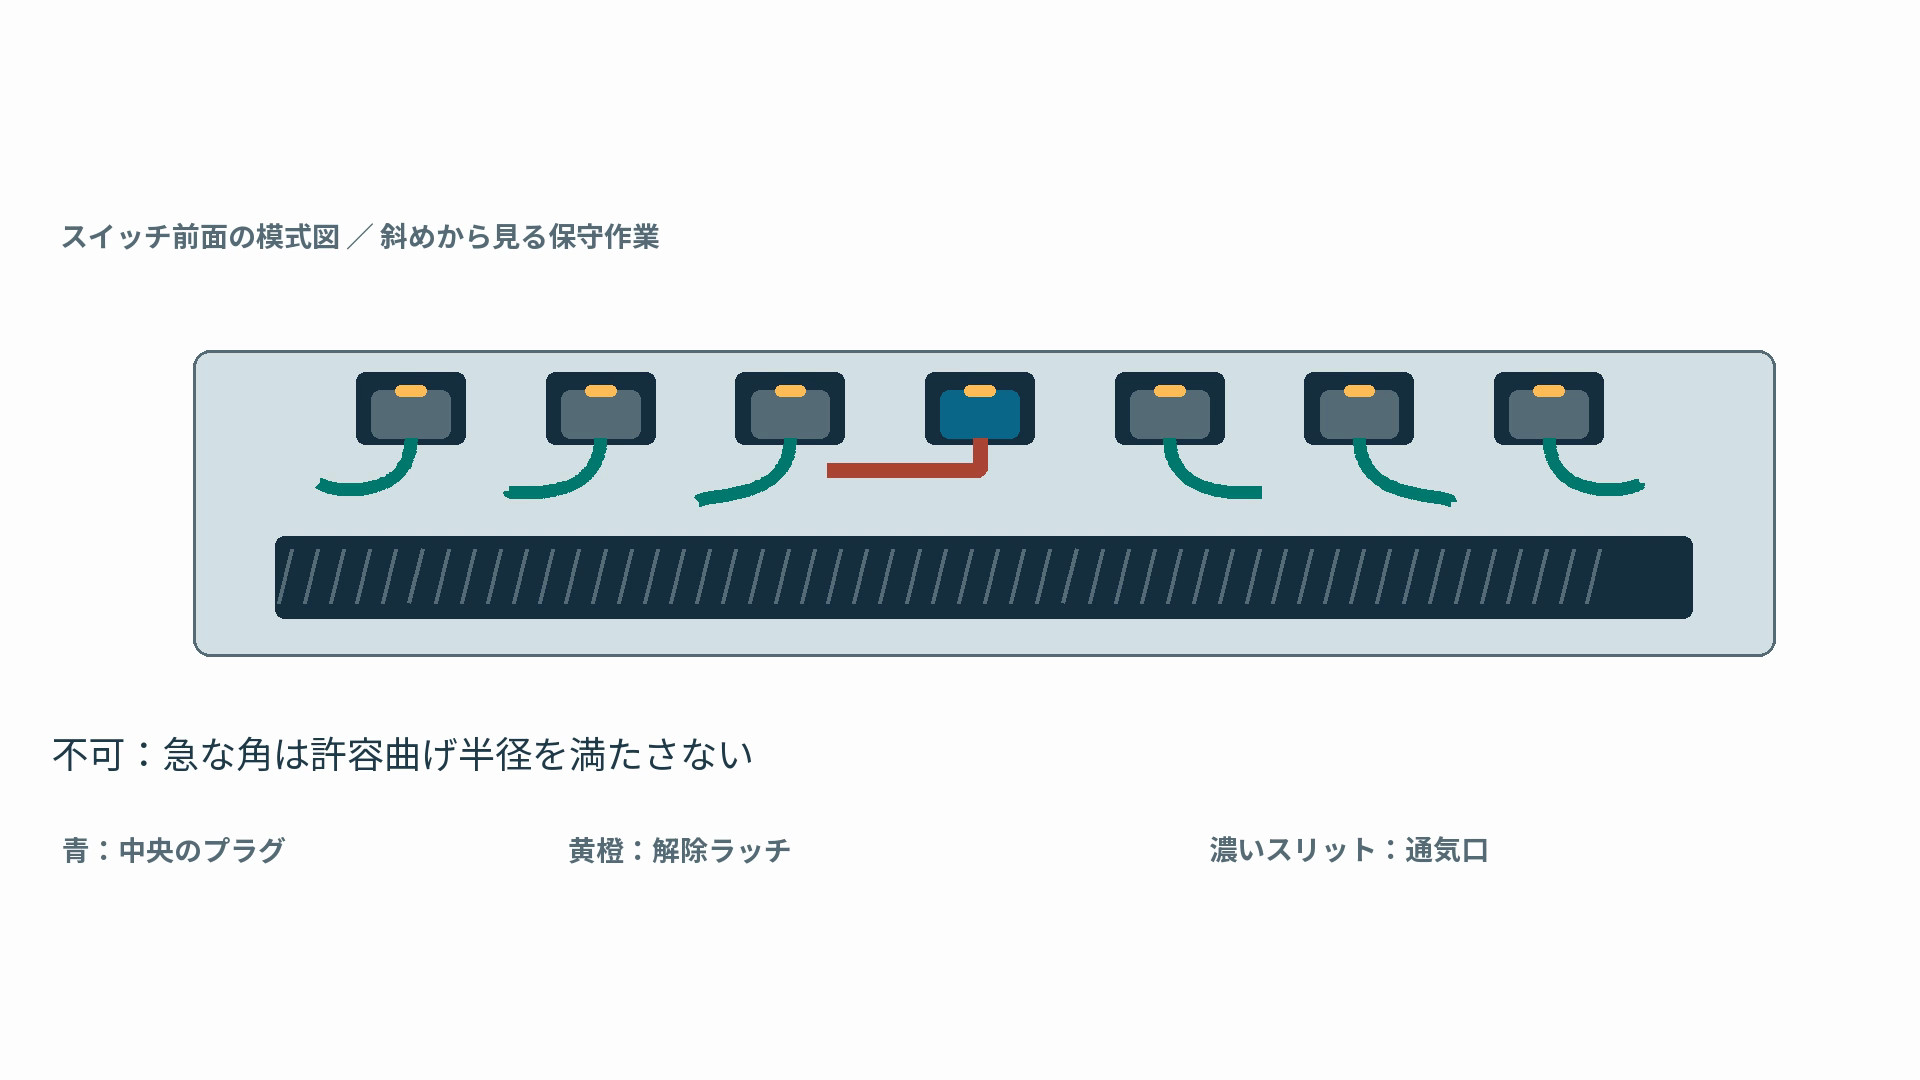 スイッチ前面の模式図 ／ 斜めから見る保守作業
不可：急な角は許容曲げ半径を満たさない
青：中央のプラグ
黄橙：解除ラッチ
濃いスリット：通気口